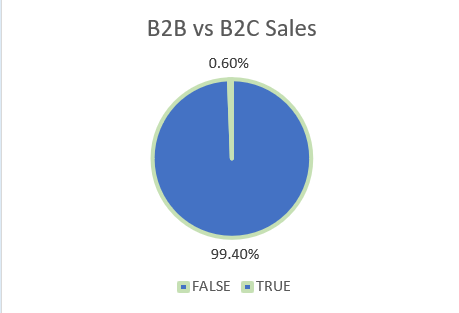 B2B vs B2C Sales
0.60%
99.40%
FALSE TRUE